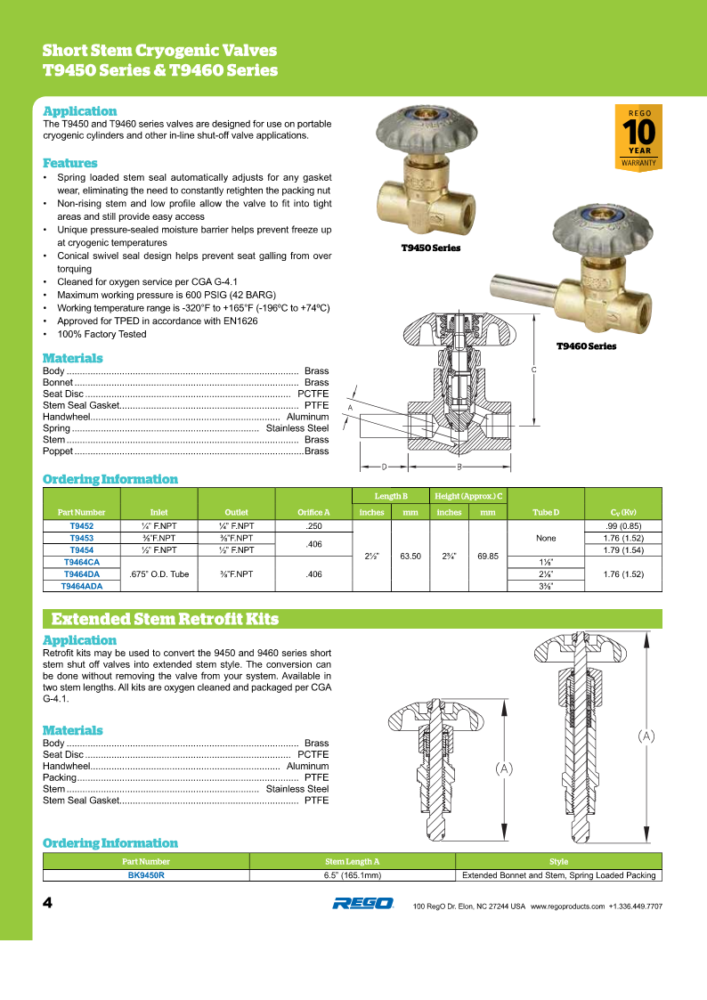 Short Stem Cryogenic Valves
T9450 Series & T9460 Series
Application
The T9450 and T9460 series valves are designed for use on portable
cryogenic cylinders and other in-line shut-off valve applications.
Features
• Spring loaded stem seal automatically adjusts for any gasket
wear, eliminating the need to constantly retighten the packing nut
• Non-rising stem and low profile allow the valve to fit into tight
areas and still provide easy access
• Unique pressure-sealed moisture barrier helps prevent freeze up
at cryogenic temperatures
• Conical swivel seal design helps prevent seat galling from over
torquing
• Cleaned for oxygen service per CGA G-4.1
• Maximum working pressure is 600 PSIG (42 BARG)
• Working temperature range is -320°F to +165°F (-196ºC to +74ºC)
• Approved for TPED in accordance with EN1626
• 100% Factory Tested
REGO
10
YEAR
WARRANTY
T9450 Series
T9460 Series
C
A
D
B
Materials
Body ........ Brass
Bonnet ........ Brass
Seat Disc ........ PCTFE
Stem Seal Gasket........ PTFE
Handwheel........ Aluminum
Spring ........ Stainless Steel
Stem ........ Brass
Poppet ........Brass
Ordering Information
Length B Height (Approx.) C
Part Number Inlet Outlet Orifice A inches mm inches mm Tube D Cv (Kv)
T9452 ¼" F.NPT ¼" F.NPT .250 .99 (0.85)
T9453 ⅜"F.NPT ⅜"F.NPT .406 None 1.76 (1.52)
T9454 ½" F.NPT ½" F.NPT 1.79 (1.54)
2½" 63.50 2¾" 69.85
T9464CA 1⅛"
T9464DA .675" O.D. Tube ⅜"F.NPT .406 2⅛" 1.76 (1.52)
T9464ADA 3⅜"
Extended Stem Retrofit Kits
Application
Retrofit kits may be used to convert the 9450 and 9460 series short
stem shut off valves into extended stem style. The conversion can
be done without removing the valve from your system. Available in
two stem lengths. All kits are oxygen cleaned and packaged per CGA
G-4.1.
Materials
Body ........ Brass
Seat Disc ........ PCTFE
Handwheel........ Aluminum
Packing........ PTFE
Stem ........ Stainless Steel
Stem Seal Gasket........ PTFE
(A)
(A)
Ordering Information
Part Number Stem Length A Style
BK9450R 6.5" (165.1mm) Extended Bonnet and Stem, Spring Loaded Packing
4
REGO
100 RegO Dr. Elon, NC 27244 USA www.regoproducts.com +1.336.449.7707